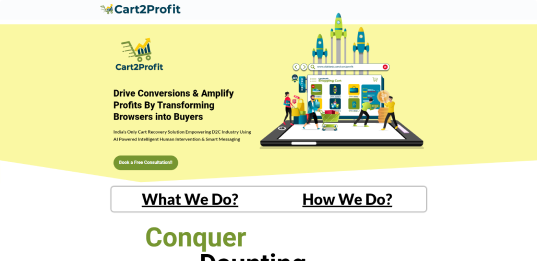 Cart2Profit
Cart2Profit
Drive Conversions & Amplify
Profits By Transforming
Browsers into Buyers
India's Only Cart Recovery Solution Empowering D2C Industry Using
AI Powered Intelligent Human Intervention & Smart Messaging
Book a Free Consultation!
What We Do?
How We Do?
Conquer
Daunting